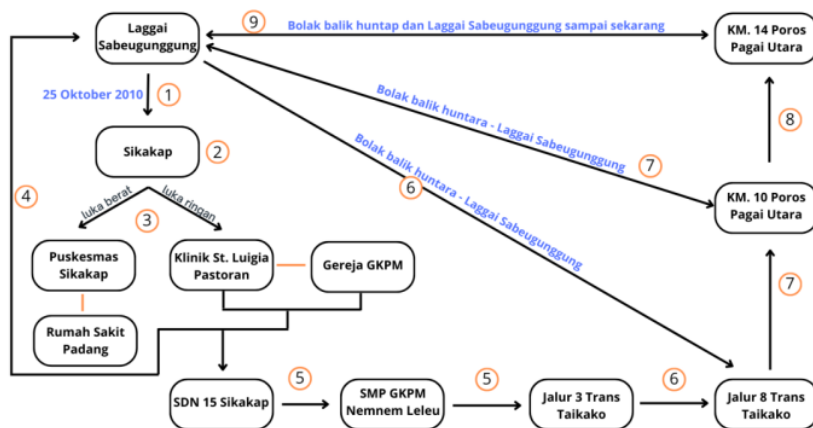 Laggai
Sabeugunggung
9
Bolak balik huntap dan Laggai Sabeugunggung sampai sekarang
KM. 14 Poros
Pagai Utara
25 Oktober 2010
1
Bolak balik huntara - Laggai Sabeugunggung
7
8
Sikakap
2
Bolak balik huntara - Laggai Sabeugunggung
6
4
luka berat
3
luka ringan
KM. 10 Poros
Pagai Utara
Puskesmas
Sikakap
Klinik St. Luigia
Pastoran
Gereja GKPM
7
Rumah Sakit
Padang
SDN 15 Sikakap
5
SMP GKPM
Nemnem Leleu
5
Jalur 3 Trans
Taikako
6
Jalur 8 Trans
Taikako